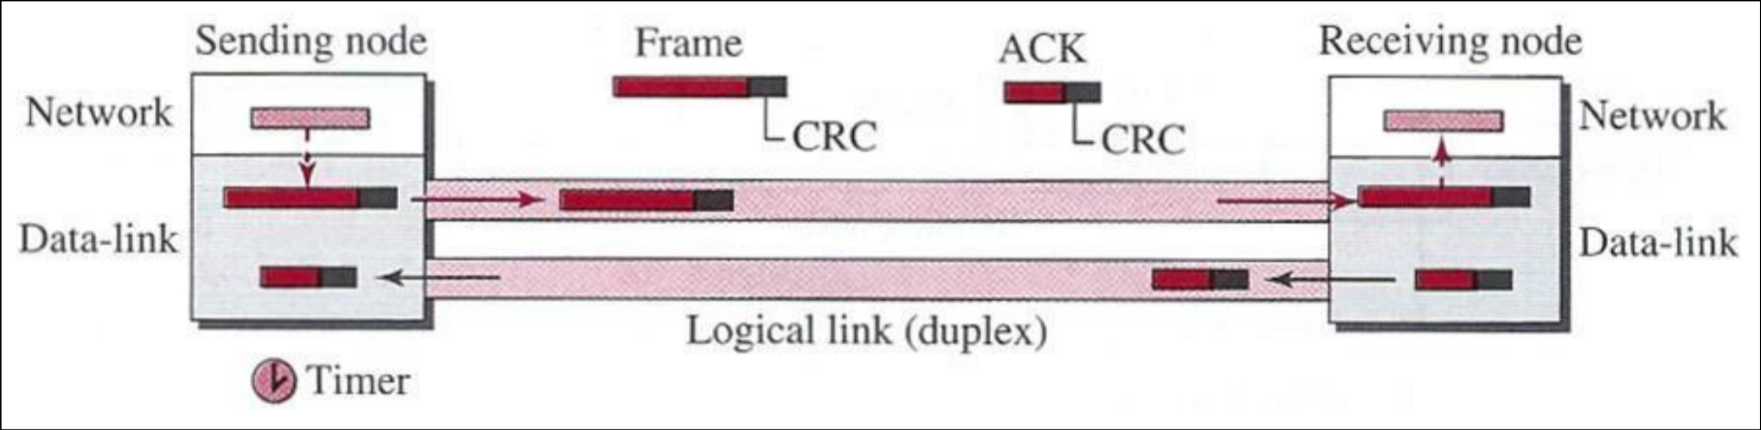 Sending node
Frame
ACK
Receiving node
Network
CRC
CRC
Network
Data-link
Data-link
Logical link (duplex)
Timer